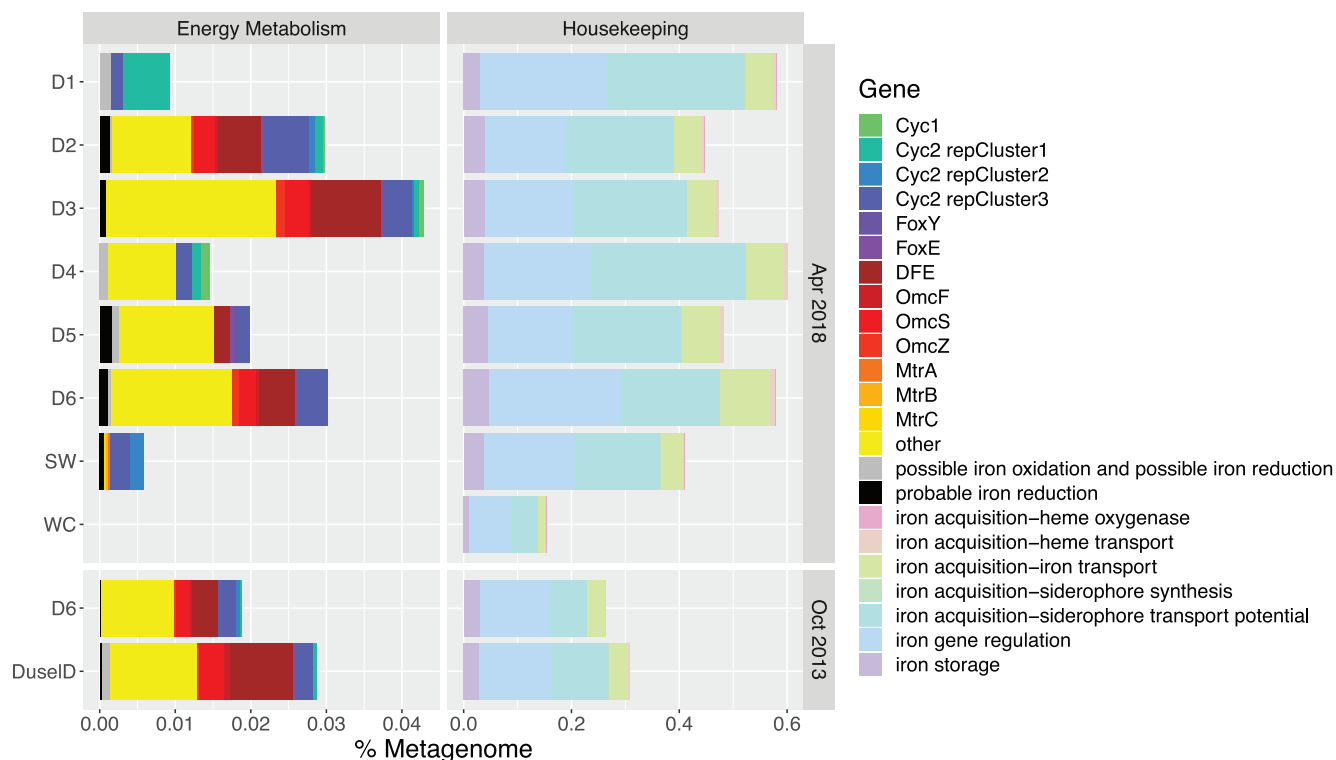 Energy Metabolism
Housekeeping
D1
D2
D3
D4
D5
D6
SW
WC
Apr 2018
D6
DuseID
Oct 2013
0.00 0.01 0.02 0.03 0.04
0.0 0.2 0.4 0.6
% Metagenome
Gene
Cyc1
Cyc2 repCluster1
Cyc2 repCluster2
Cyc2 repCluster3
FoxY
FoxE
DFE
OmcF
OmcS
OmcZ
MtrA
MtrB
MtrC
other
possible iron oxidation and possible iron reduction
probable iron reduction
iron acquisition−heme oxygenase
iron acquisition−heme transport
iron acquisition−iron transport
iron acquisition−siderophore synthesis
iron acquisition−siderophore transport potential
iron gene regulation
iron storage